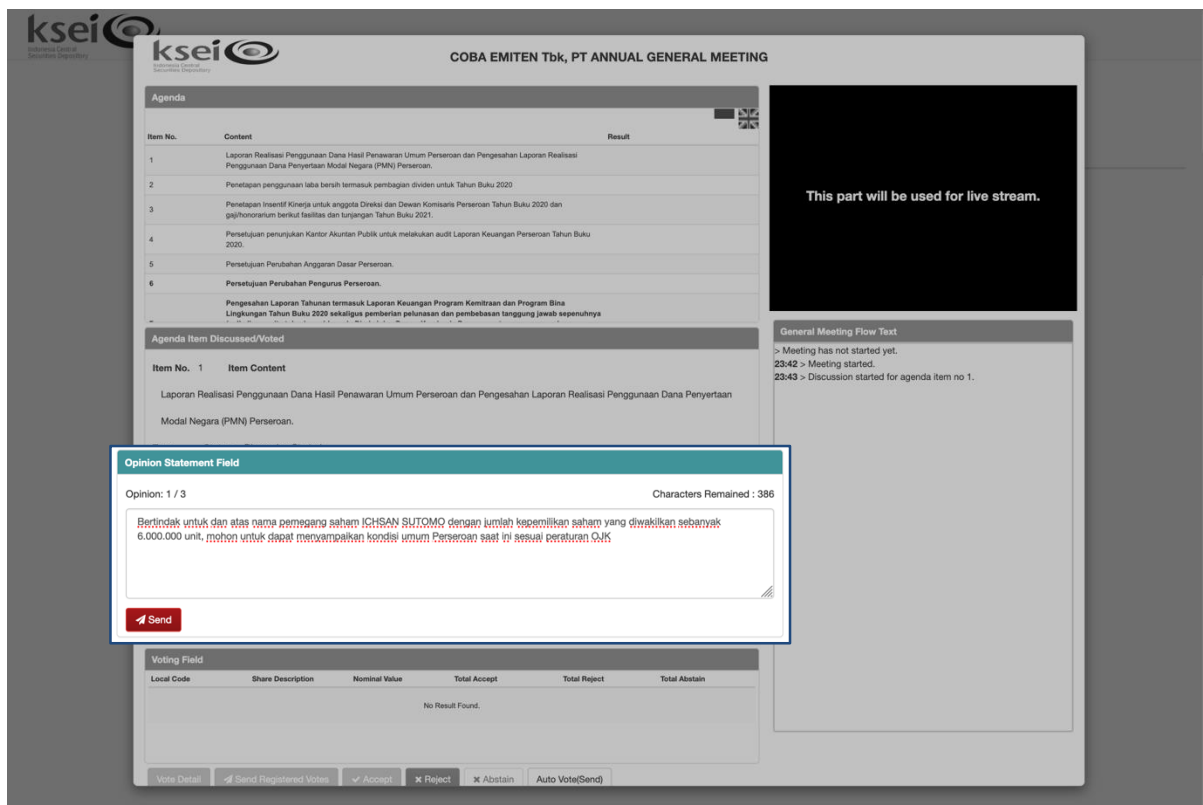 ksei
Indonesia Central
Securities Depository
ksei
Indonesia Central
Securities Depository
COBA EMITEN Tbk, PT ANNUAL GENERAL MEETING
Agenda
Item No. Content Result
1 Laporan Realisasi Penggunaan Dana Hasil Penawaran Umum Perseroan dan Pengesahan Laporan Realisasi
Penggunaan Dana Penyertaan Modal Negara (PMN) Perseroan.
2 Penetapan penggunaan laba bersih termasuk pembagian dividen untuk Tahun Buku 2020
3 Penetapan Insentif Kinerja untuk anggota Direksi dan Dewan Komisaris Perseroan Tahun Buku 2020 dan
gaji/honorarium berikut fasilitas dan tunjangan Tahun Buku 2021.
4 Persetujuan penunjukan Kantor Akuntan Publik untuk melakukan audit Laporan Keuangan Perseroan Tahun Buku
2020.
5 Persetujuan Perubahan Anggaran Dasar Perseroan.
6 Persetujuan Perubahan Pengurus Perseroan.
Pengesahan Laporan Tahunan termasuk Laporan Keuangan Program Kemitraan dan Program Bina
Lingkungan Tahun Buku 2020 sekaligus pemberian pelunasan dan pembebasan tanggung jawab sepenuhnya
This part will be used for live stream.
Agenda Item Discussed/Voted
Item No. 1 Item Content
Laporan Realisasi Penggunaan Dana Hasil Penawaran Umum Perseroan dan Pengesahan Laporan Realisasi Penggunaan Dana Penyertaan
Modal Negara (PMN) Perseroan.
General Meeting Flow Text
> Meeting has not started yet.
23:42 > Meeting started.
23:43 > Discussion started for agenda item no 1.
Opinion Statement Field
Opinion: 1 / 3 Characters Remained : 386
Bertindak untuk dan atas nama pemegang saham ICHSAN SUTOMO dengan jumlah kepemilikan saham yang diwakilkan sebanyak
6.000.000 unit, mohon untuk dapat menyampaikan kondisi umum Perseroan saat ini sesuai peraturan OJK
Send
Voting Field
Local Code Share Description Nominal Value Total Accept Total Reject Total Abstain
No Result Found.
Vote Detail Send Registered Votes Accept Reject Abstain Auto Vote(Send)